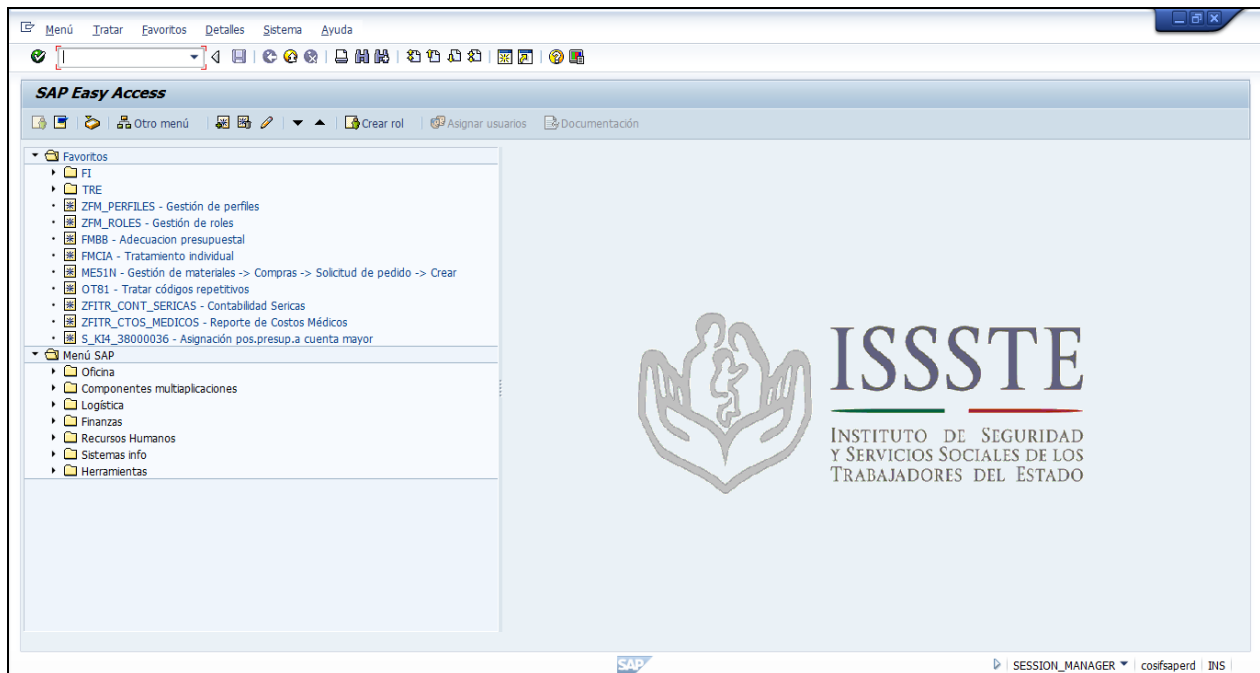 Menú Tratar Favoritos Detalles Sistema Ayuda
SAP Easy Access
Otro menú Crear rol Asignar usuarios Documentación
Favoritos
FI
TRE
ZFM_PERFILES - Gestión de perfiles
ZFM_ROLES - Gestión de roles
FMBB - Adecuacion presupuestal
FMCIA - Tratamiento individual
ME51N - Gestión de materiales -> Compras -> Solicitud de pedido -> Crear
OT81 - Tratar códigos repetitivos
ZFITR_CONT_SERICAS - Contabilidad Sericas
ZFITR_CTOS_MEDICOS - Reporte de Costos Médicos
S_KI4_38000036 - Asignación pos.presup.a cuenta mayor
Menú SAP
Oficina
Componentes multiaplicaciones
Logística
Finanzas
Recursos Humanos
Sistemas info
Herramientas
ISSSTE
INSTITUTO DE SEGURIDAD
Y SERVICIOS SOCIALES DE LOS
TRABAJADORES DEL ESTADO
SAP
SESSION_MANAGER cosifsaperd INS